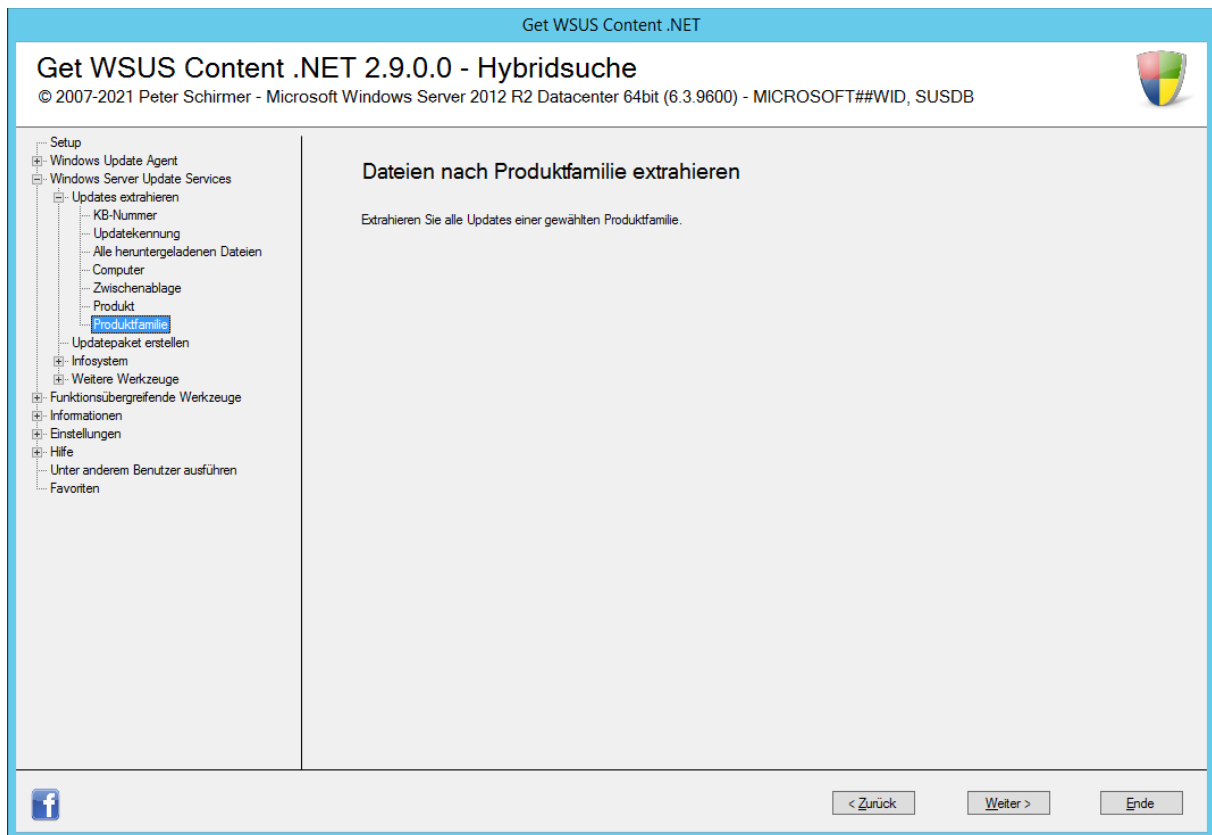 Get WSUS Content .NET
Get WSUS Content .NET 2.9.0.0 - Hybridsuche
© 2007-2021 Peter Schirmer - Microsoft Windows Server 2012 R2 Datacenter 64bit (6.3.9600) - MICROSOFT##WID, SUSDB
Setup
Windows Update Agent
Windows Server Update Services
Updates extrahieren
KB-Nummer
Updatekennung
Alle heruntergeladenen Dateien
Computer
Zwischenablage
Produkt
Produktfamilie
Updatepaket erstellen
Infosystem
Weitere Werkzeuge
Funktionsübergreifende Werkzeuge
Informationen
Einstellungen
Hilfe
Unter anderem Benutzer ausführen
Favoriten
Dateien nach Produktfamilie extrahieren
Extrahieren Sie alle Updates einer gewählten Produktfamilie.
f
< Zurück
Weiter >
Ende